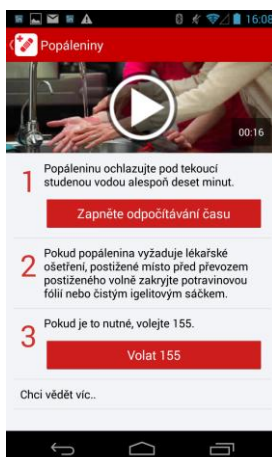 16:08
Popáleniny
00:16
1
Popáleninu ochlazujte pod tekoucí
studenou vodou alespoň deset minut.
Zapněte odpočítávání času
2
Pokud popálenina vyžaduje lékařské
ošetření, postižené místo před převozem
postiženého volně zakryjte potravinovou
fólií nebo čistým igelitovým sáčkem.
3
Pokud je to nutné, volejte 155.
Volat 155
Chci vědět víc..